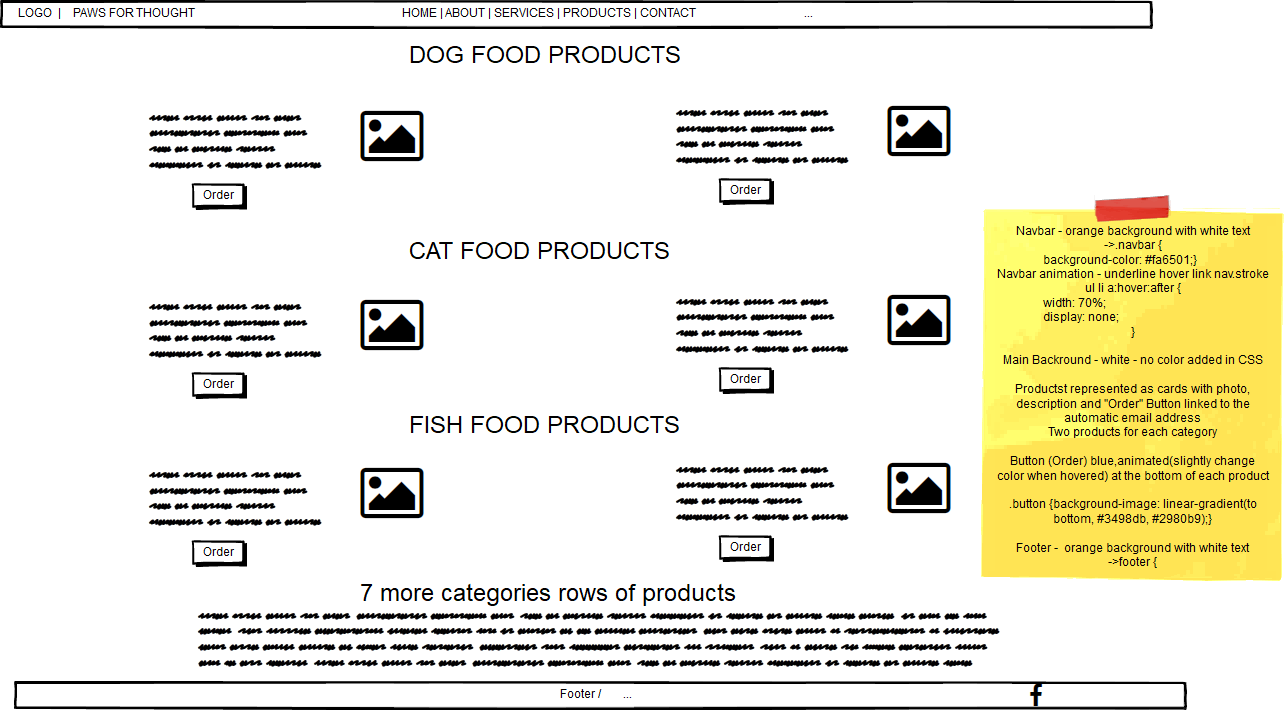 LOGO | PAWS FOR THOUGHT HOME | ABOUT | SERVICES | PRODUCTS | CONTACT ...
DOG FOOD PRODUCTS
Order
Order
CAT FOOD PRODUCTS
Order
Order
FISH FOOD PRODUCTS
Order
Order
7 more categories rows of products
Footer / ... f
Navbar - orange background with white text
->.navbar {
background-color: #fa6501;}
Navbar animation - underline hover link nav.stroke
ul li a:hover:after {
width: 70%;
display: none;
}
Main Backround - white - no color added in CSS
Productst represented as cards with photo,
description and "Order" Button linked to the
automatic email address
Two products for each category
Button (Order) blue,animated(slightly change
color when hovered) at the bottom of each product
.button {background-image: linear-gradient(to
bottom, #3498db, #2980b9);}
Footer - orange background with white text
->footer {